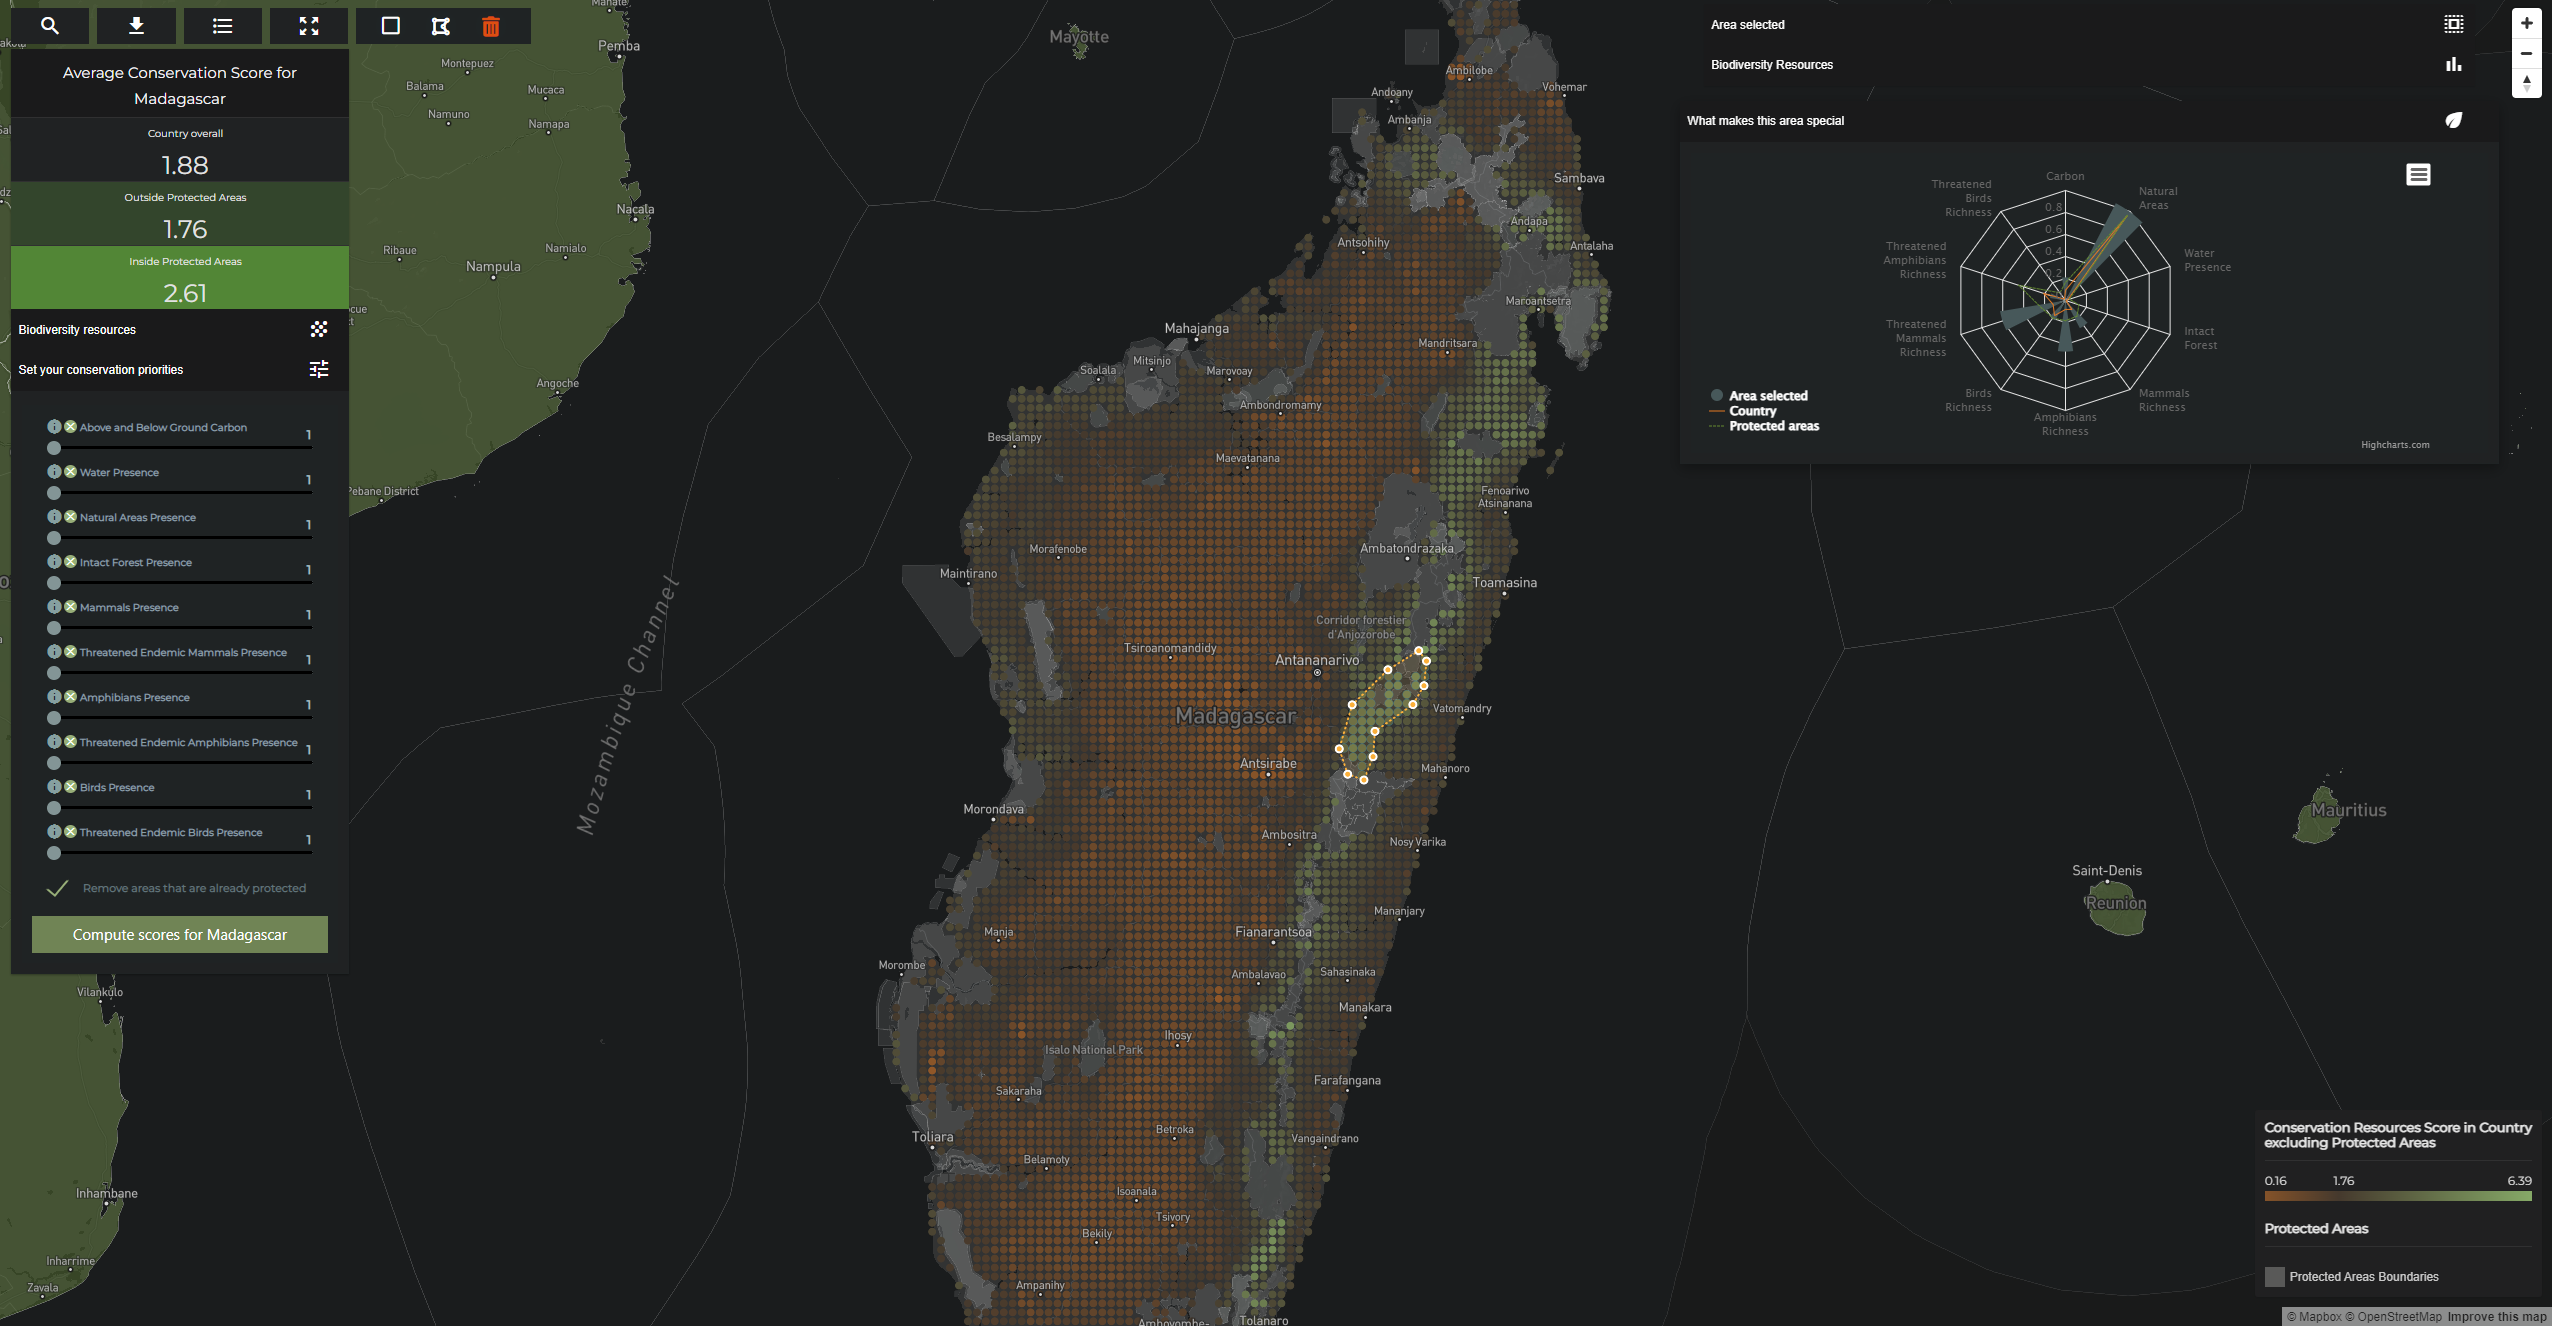 Average Conservation Score for
Madagascar
Country overall
1.88
Outside Protected Areas
1.76
Inside Protected Areas
2.61
Biodiversity resources
Set your conservation priorities
Above and Below Ground Carbon
1
Water Presence
1
Natural Areas Presence
1
Intact Forest Presence
1
Mammals Presence
1
Threatened Endemic Mammals Presence
1
Amphibians Presence
1
Threatened Endemic Amphibians Presence
1
Birds Presence
1
Threatened Endemic Birds Presence
1
Remove areas that are already protected
Compute scores for Madagascar
Vilankulo
Inhambane
Inharrime
Zavala
Pemba
Montepuez
Balama
Mucaca
Namuno
Namapa
Nacala
Ribaue
Namialo
Nampula
Angoche
Pebane District
Mozambique Channel
Mayotte
Ambilobe
Vohemar
Andoany
Ambanja
Sambava
Andapa
Antsohihy
Antalaha
Maroantsetra
Mahajanga
Mandritsara
Mitsinjo
Soalala
Marovoay
Ambondromamy
Besalampy
Maevatanana
Fenoarivo
Atsinanana
Morafenobe
Ambatondrazaka
Maintirano
Toamasina
Corridor forestier
d'Anjozorobe
Tsiroanomandidy
Antananarivo
Madagascar
Vatomandry
Antsirabe
Mahanoro
Morondava
Ambositra
Nosy Varika
Mananjary
Manja
Fianarantsoa
Morombe
Ambalavao
Sahasinaka
Manakara
Ihosy
Isalo National Park
Sakaraha
Farafangana
Betroka
Vangaindrano
Toliara
Belamoty
Isoanala
Tsivory
Bekily
Ampanihy
Tolanaro
Area selected
Biodiversity Resources
What makes this area special
Carbon
Natural
Areas
Water
Presence
Intact
Forest
Mammals
Richness
Amphibians
Richness
Birds
Richness
Threatened
Mammals
Richness
Threatened
Amphibians
Richness
Threatened
Birds
Richness
0.8
0.6
0.4
0.2
Area selected
Country
Protected areas
Highcharts.com
Mauritius
Saint-Denis
Reunion
Conservation Resources Score in Country
excluding Protected Areas
0.16 1.76 6.39
Protected Areas
Protected Areas Boundaries
© Mapbox © OpenStreetMap Improve this map